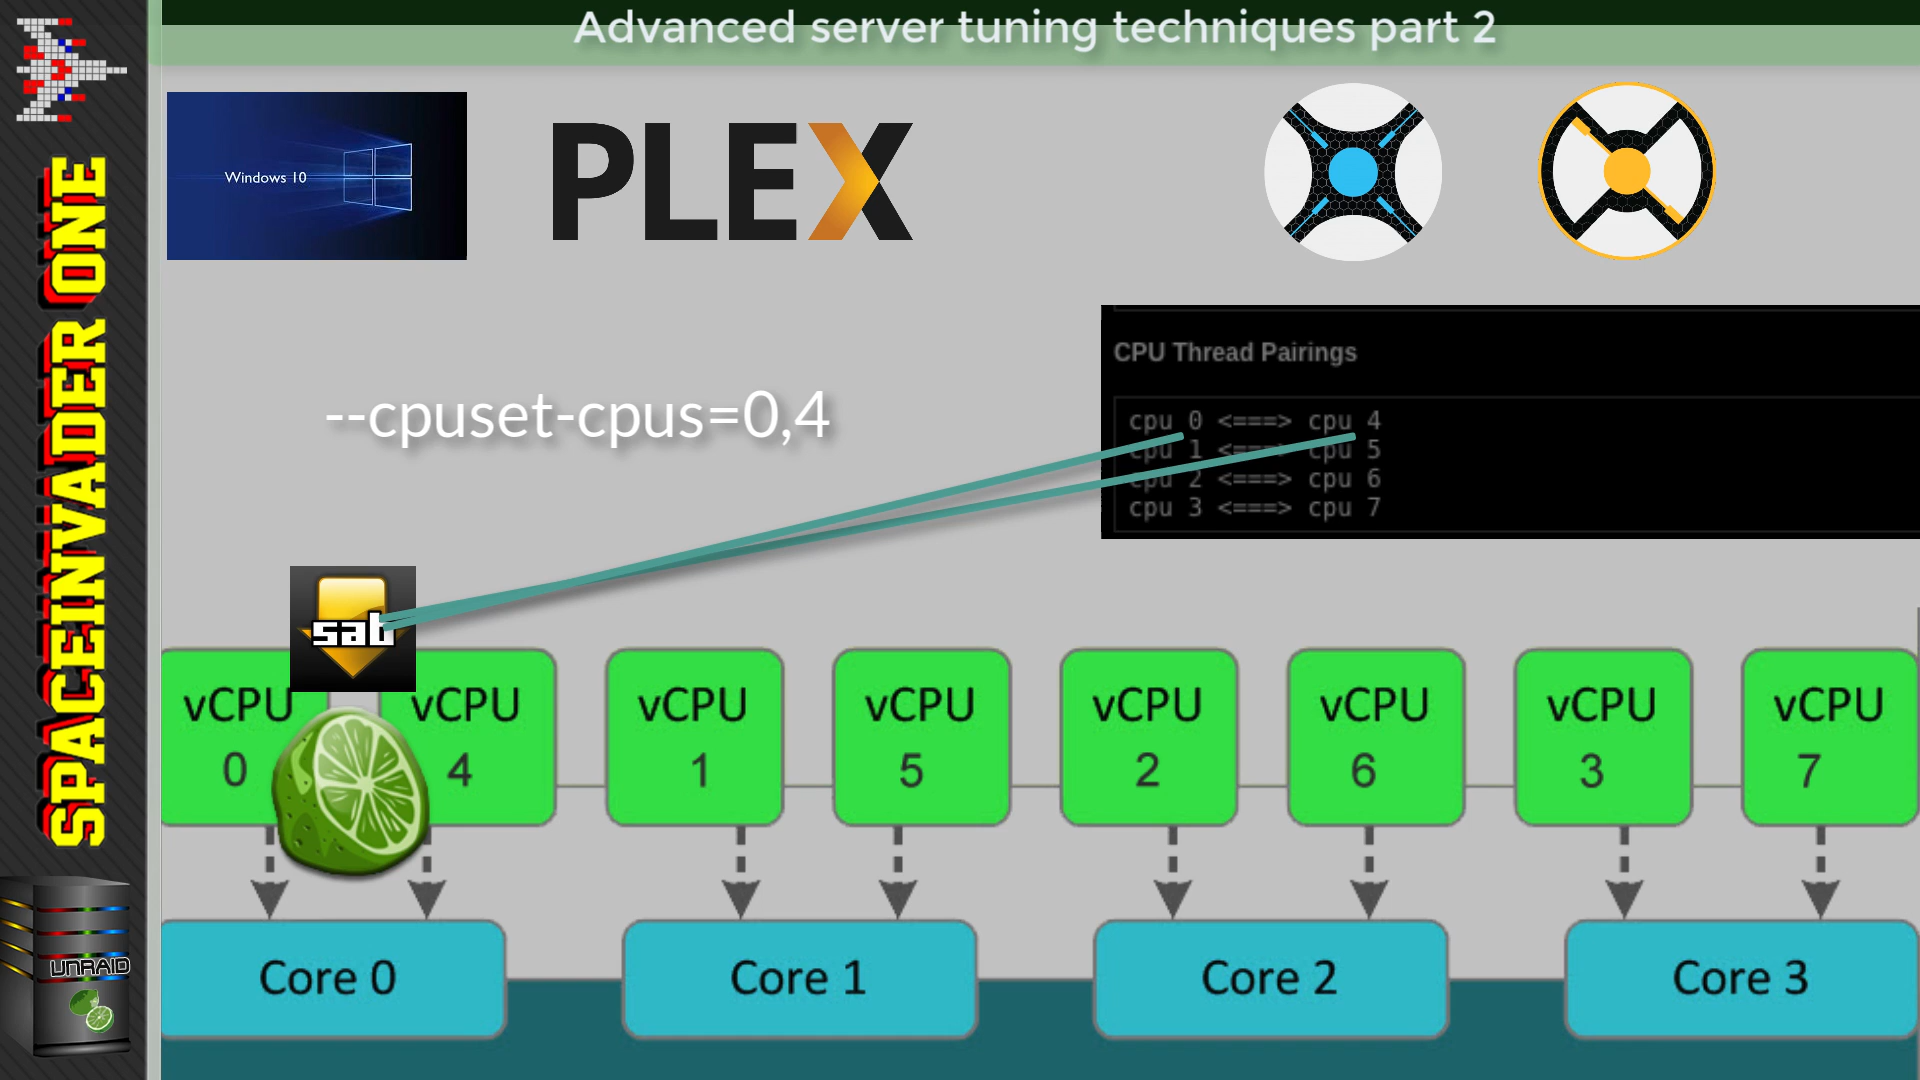 Advanced server tuning techniques part 2
SPACEINVADER ONE
Windows 10
PLEX
CPU Thread Pairings
cpu 0 <===> cpu 4
cpu 1 <===> cpu 5
cpu 2 <===> cpu 6
cpu 3 <===> cpu 7
--cpuset-cpus=0,4
sab
vCPU 0
vCPU 4
vCPU 1
vCPU 5
vCPU 2
vCPU 6
vCPU 3
vCPU 7
Core 0
Core 1
Core 2
Core 3
UNRAID